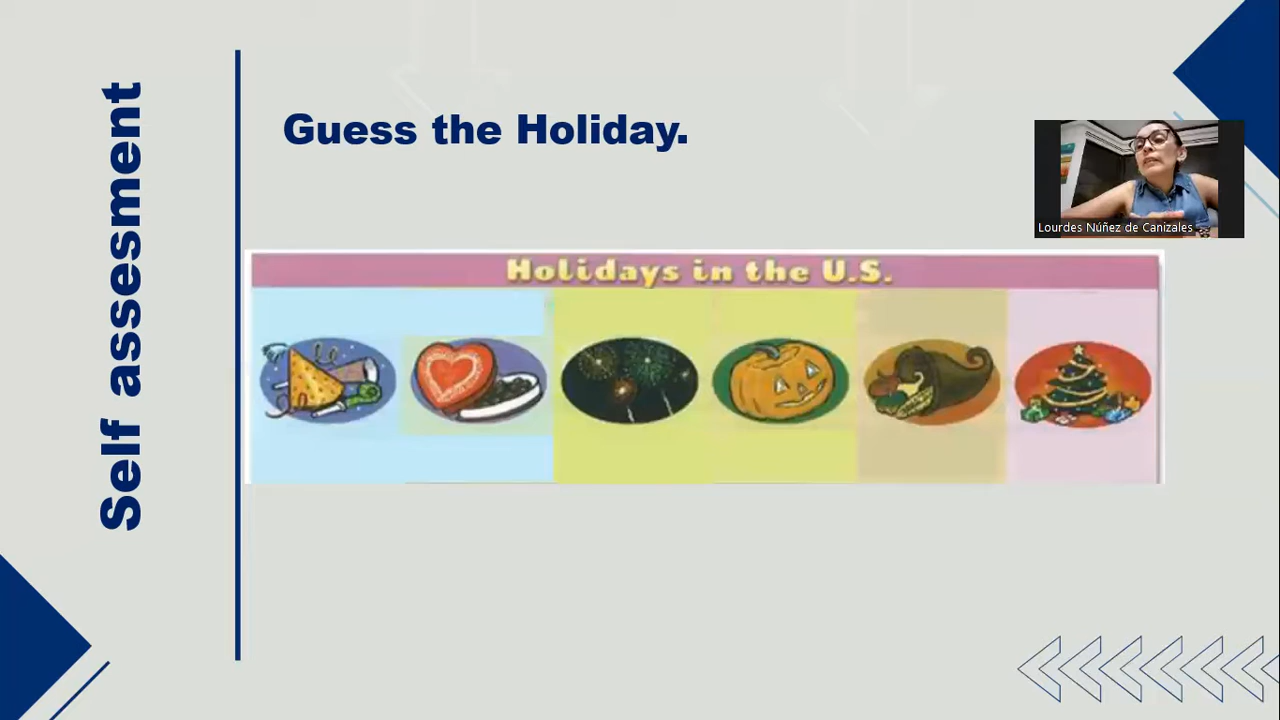 Self assesment
Guess the Holiday.
Lourdes Núñez de Canizales
Holidays in the U.S.